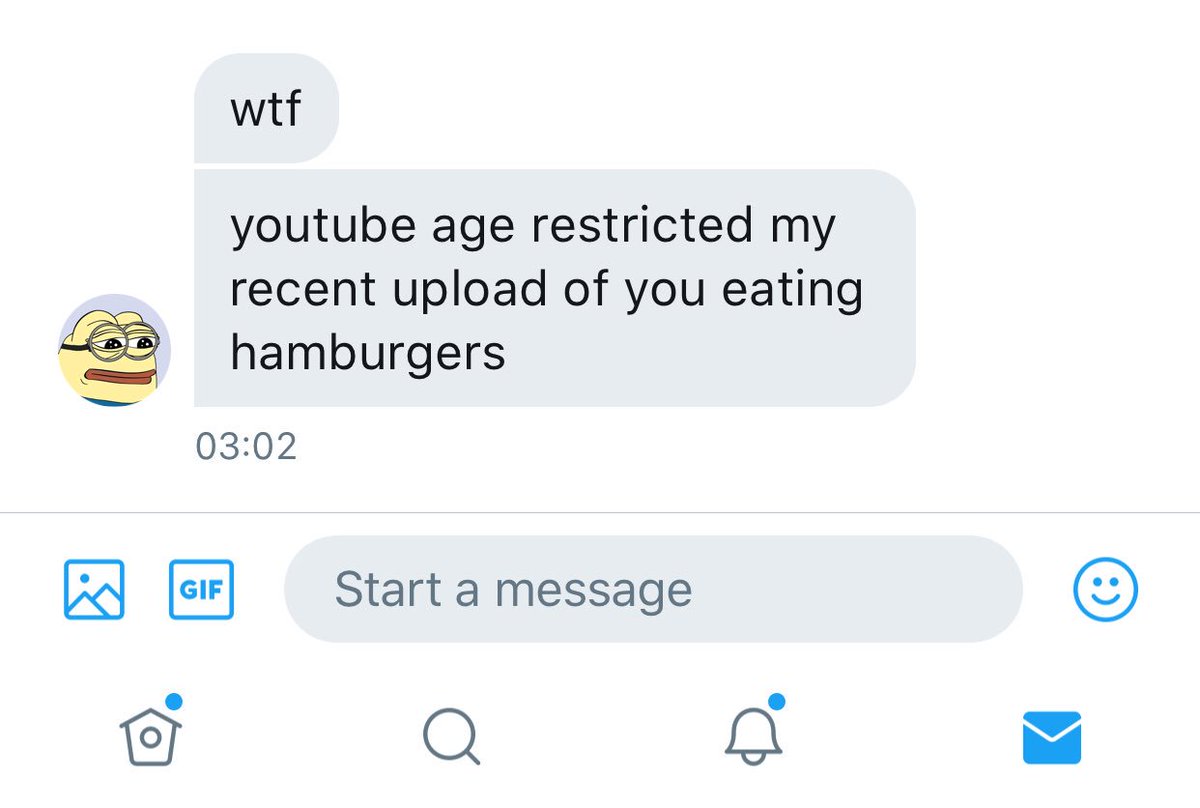 wtf
youtube age restricted my
recent upload of you eating
hamburgers
03:02
GIF
Start a message